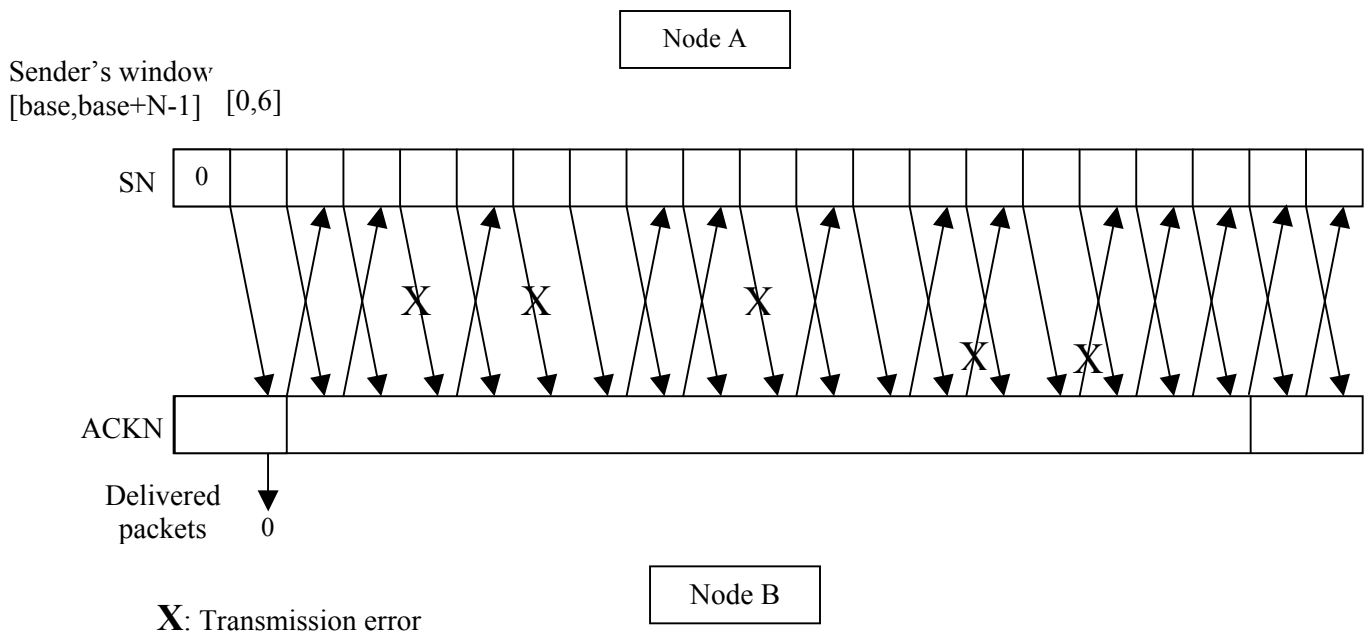 Node A
Sender’s window
[base,base+N-1] [0,6]
SN 0
X X X
X X
ACKN
Delivered
packets 0
Node B
X: Transmission error